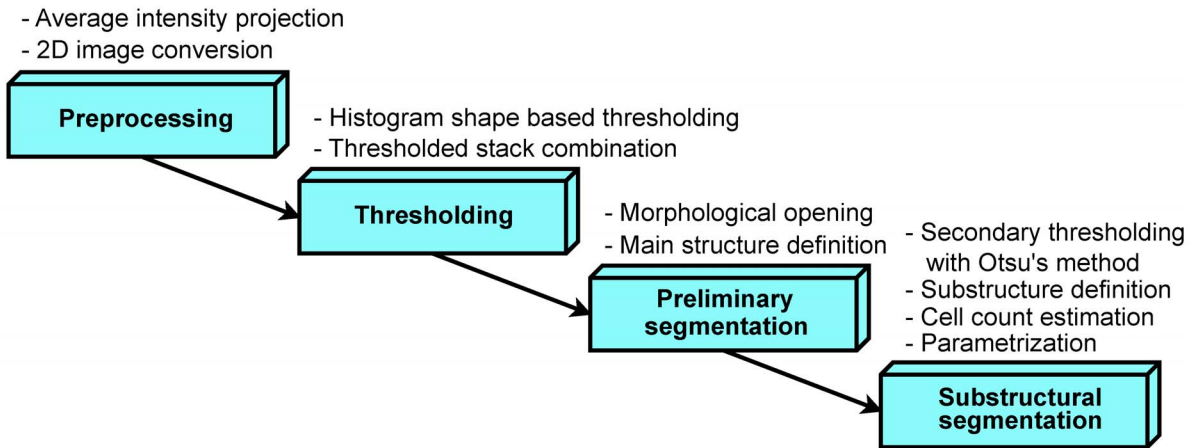 - Average intensity projection
- 2D image conversion
Preprocessing
- Histogram shape based thresholding
- Thresholded stack combination
Thresholding
- Morphological opening
- Main structure definition
Preliminary
segmentation
- Secondary thresholding
with Otsu's method
- Substructure definition
- Cell count estimation
- Parametrization
Substructural
segmentation